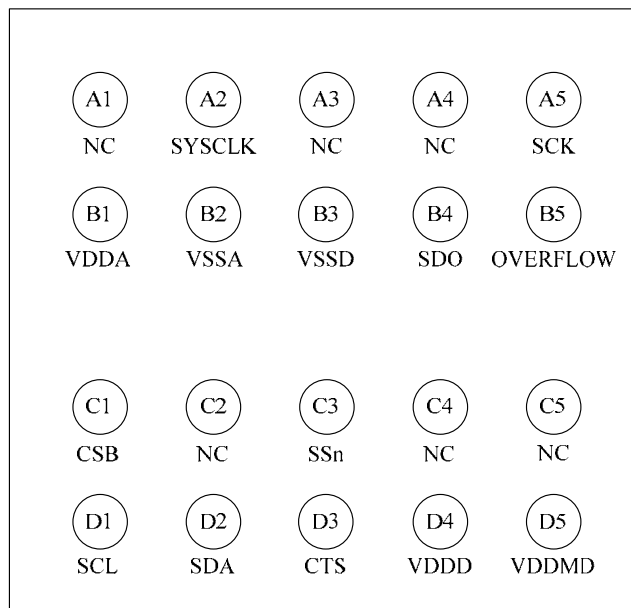 A1 A2 A3 A4 A5
NC SYSCLK NC NC SCK
B1 B2 B3 B4 B5
VDDA VSSA VSSD SDO OVERFLOW
C1 C2 C3 C4 C5
CSB NC SSn NC NC
D1 D2 D3 D4 D5
SCL SDA CTS VDDD VDDMD